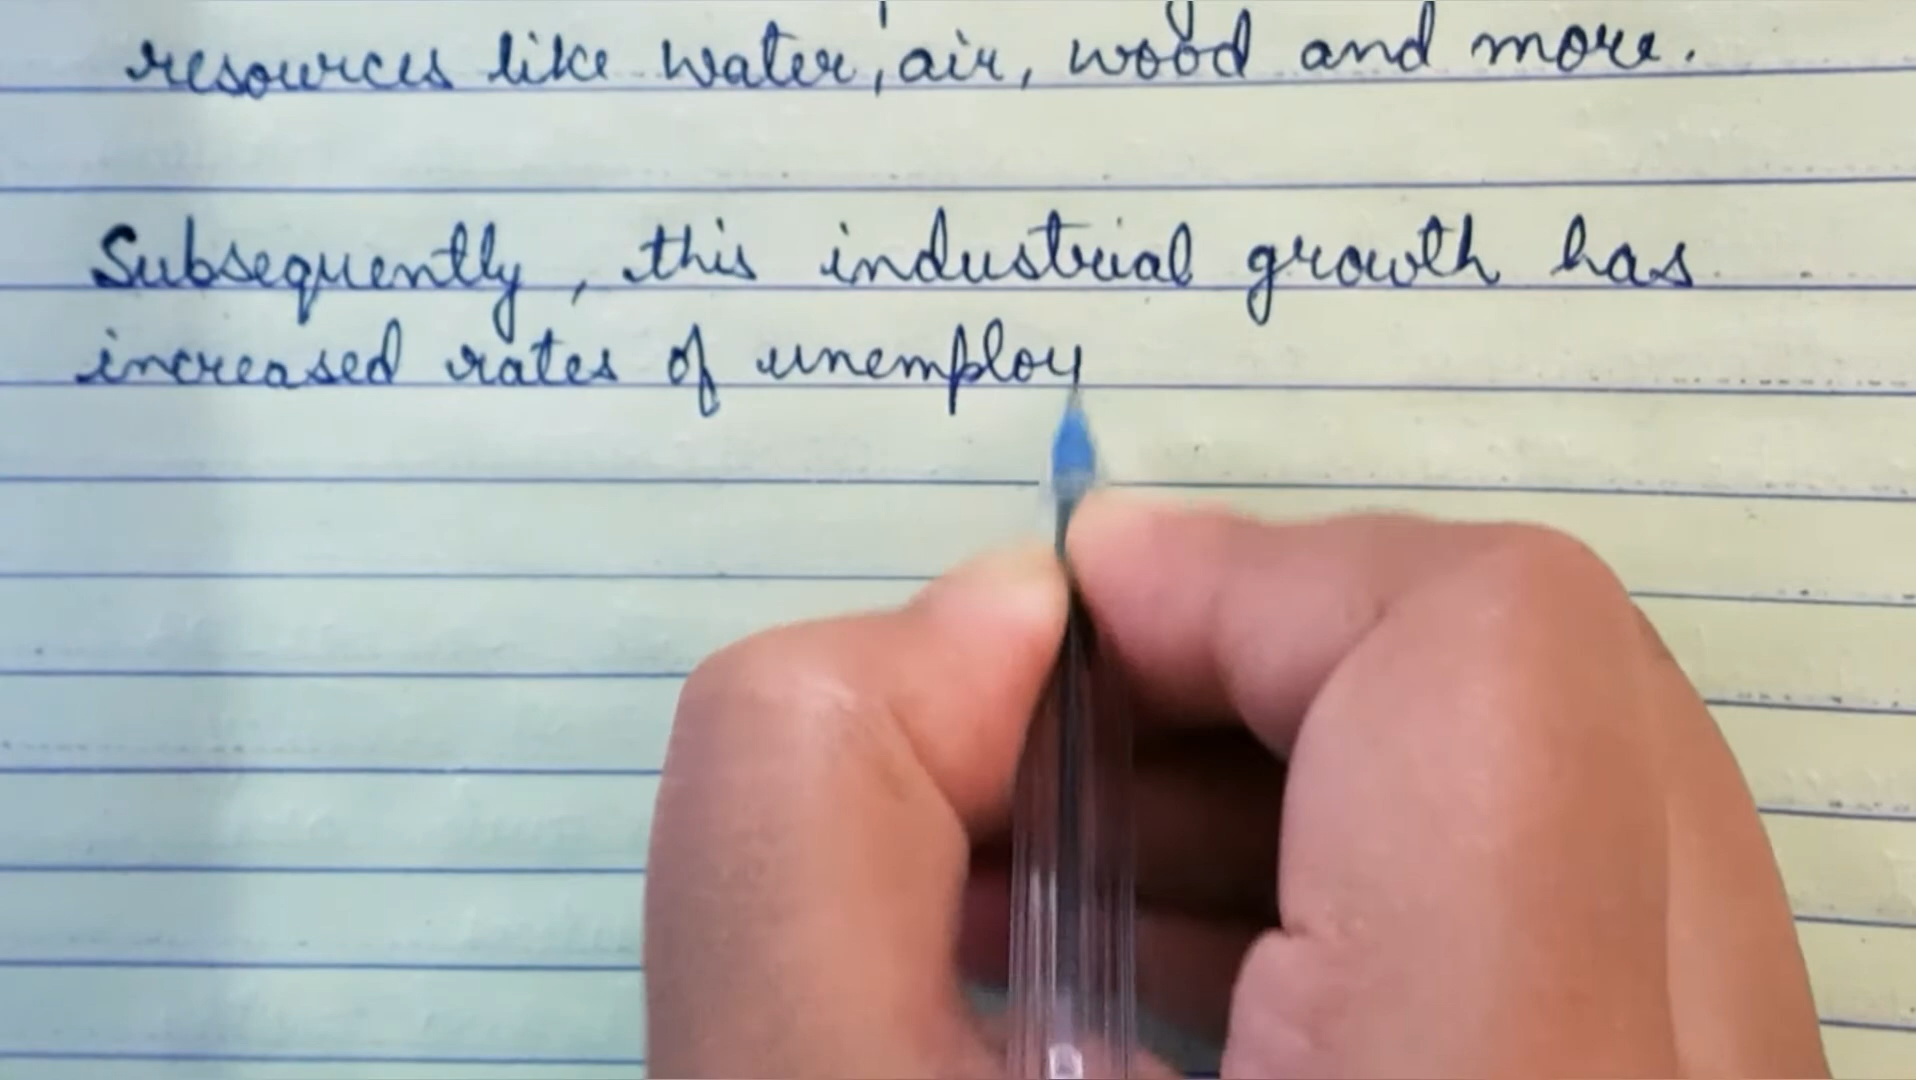 resources like water, air, wood and more.
Subsequently, this industrial growth has
increased rates of unemploy